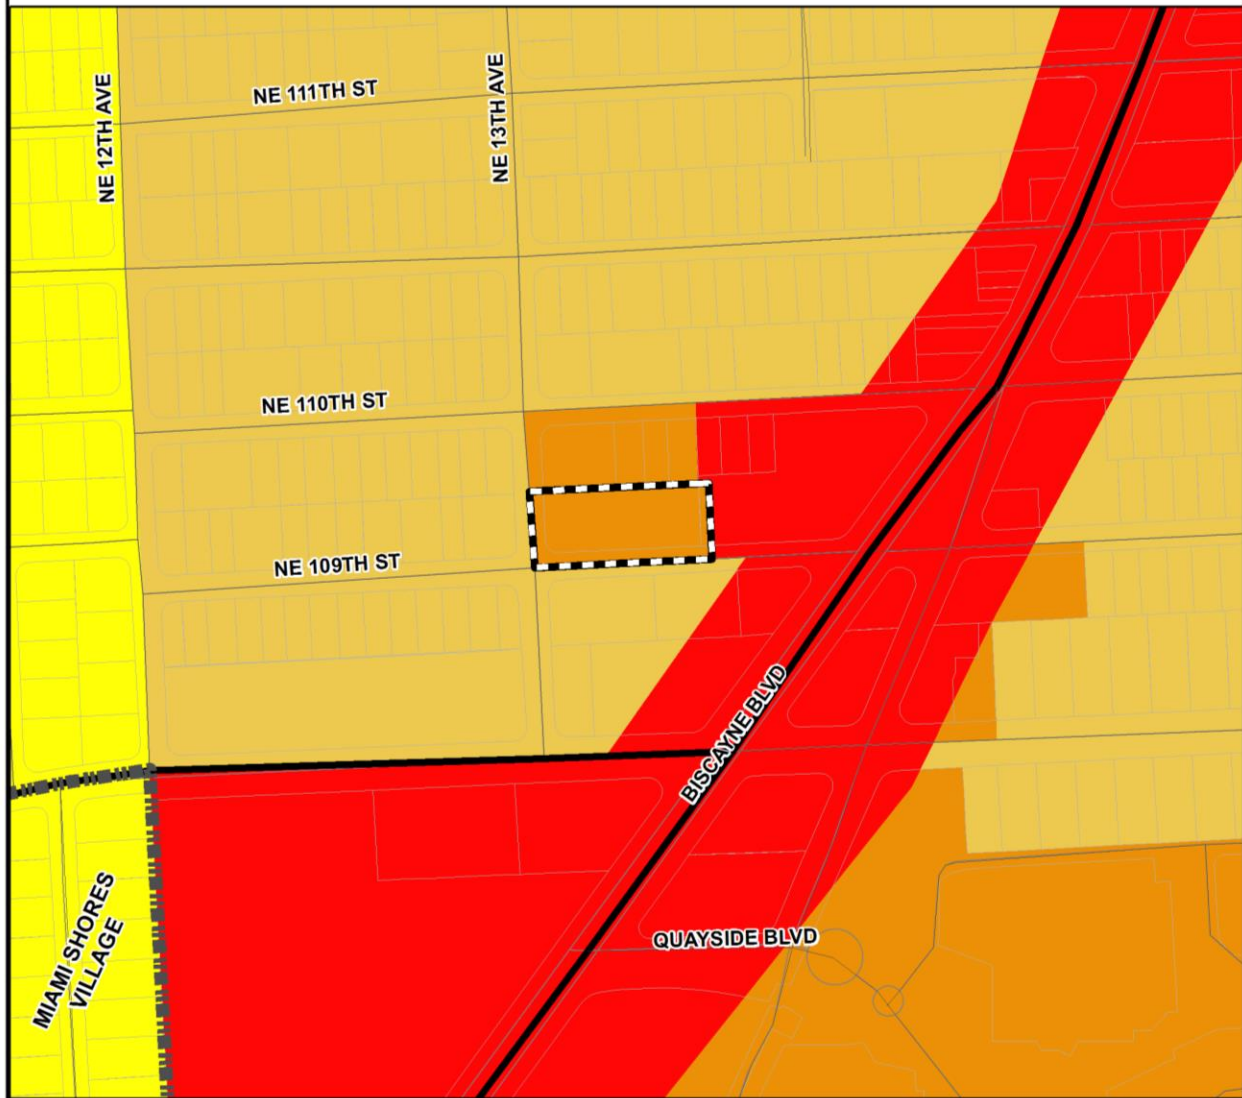 NE 111TH ST
NE 12TH AVE
NE 13TH AVE
NE 110TH ST
NE 109TH ST
BISCAYNE BLVD
MIAMI SHORES
VILLAGE
QUAYSIDE BLVD